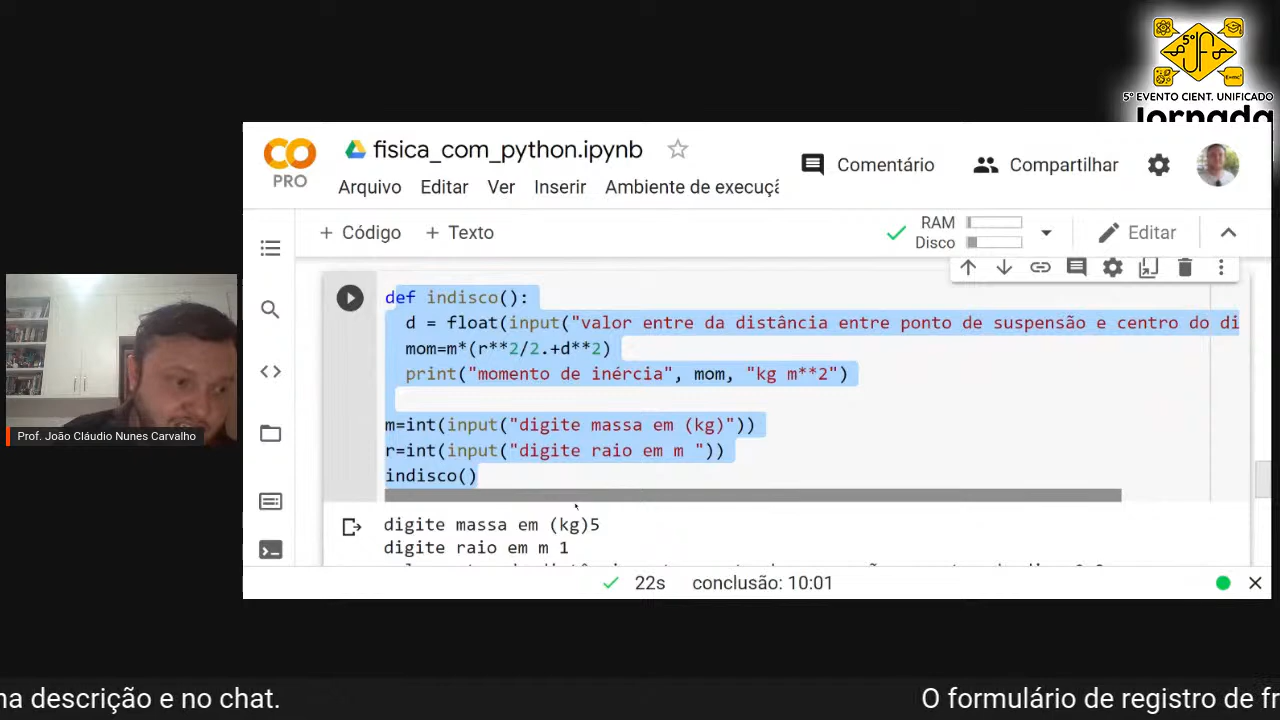 5º
5º EVENTO CIENT. UNIFICADO
Jornada
fisica_com_python.ipynb
PRO
Arquivo Editar Ver Inserir Ambiente de execuçã
Comentário
Compartilhar
+ Código + Texto
RAM
Disco
Editar
def indisco():
d = float(input("valor entre da distância entre ponto de suspensão e centro do di
mom=m*(r**2/2.+d**2)
print("momento de inércia", mom, "kg m**2")
m=int(input("digite massa em (kg)"))
r=int(input("digite raio em m "))
indisco()
digite massa em (kg)5
digite raio em m 1
22s conclusão: 10:01
Prof. João Cláudio Nunes Carvalho
na descrição e no chat.
O formulário de registro de fr